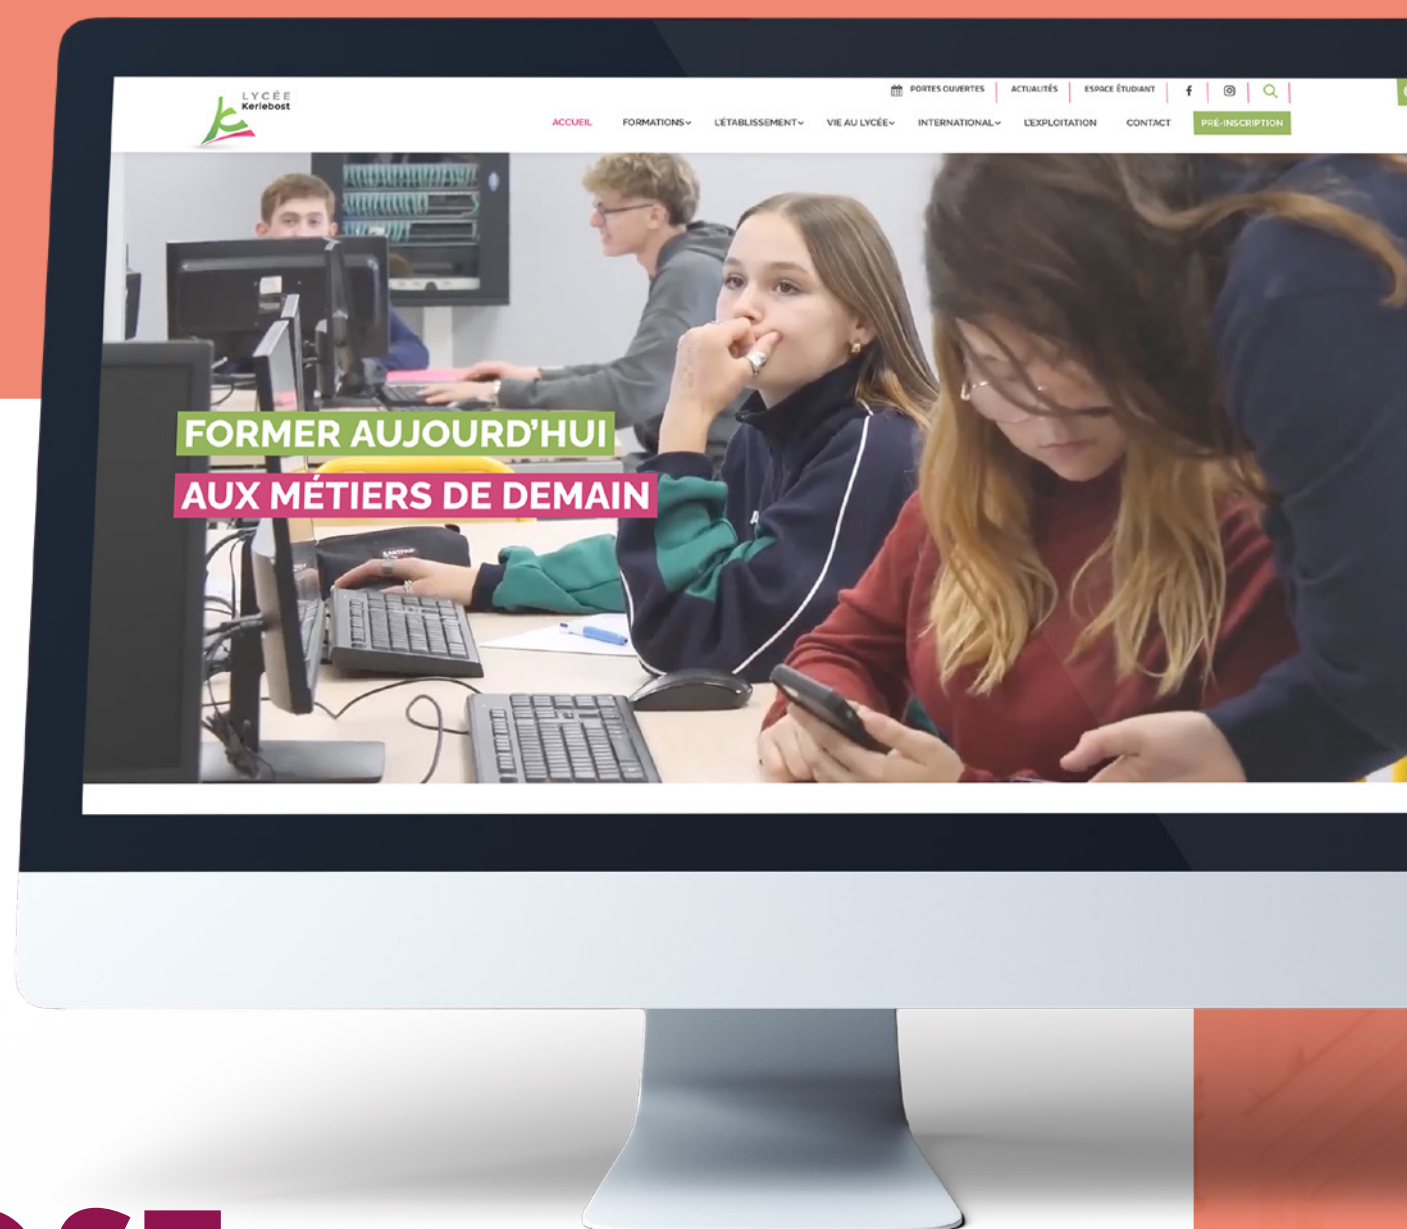 LYCÉE
Kerlebost
PORTES OUVERTES ACTUALITÉS ESPACE ÉTUDIANT
ACCUEIL FORMATIONS L'ÉTABLISSEMENT VIE AU LYCÉE INTERNATIONAL L'EXPLOITATION CONTACT PRÉ-INSCRIPTION
FORMER AUJOURD'HUI
AUX MÉTIERS DE DEMAIN